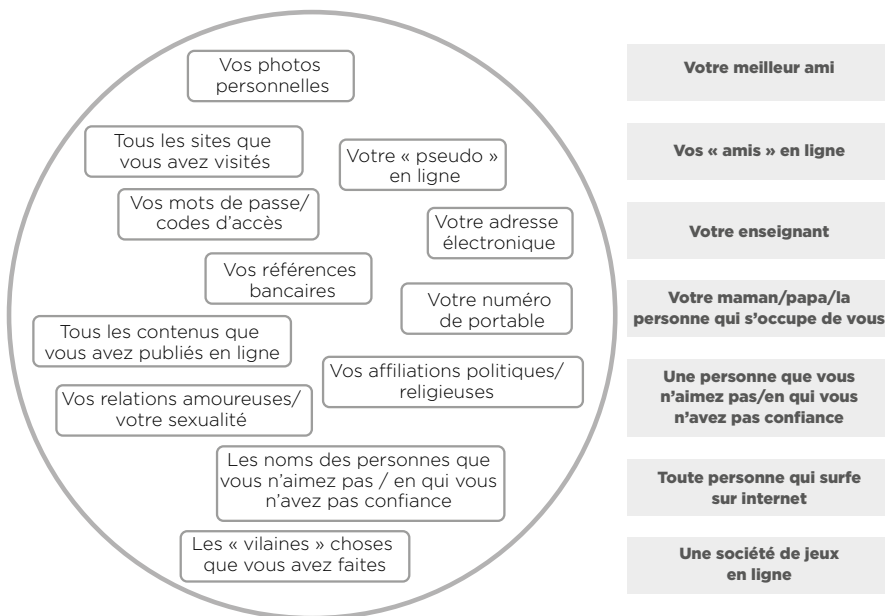 Vos photos
personnelles
Tous les sites que
vous avez visités
Votre « pseudo »
en ligne
Vos mots de passe/
codes d’accès
Votre adresse
électronique
Vos références
bancaires
Votre numéro
de portable
Tous les contenus que
vous avez publiés en ligne
Vos affiliations politiques/
religieuses
Vos relations amoureuses/
votre sexualité
Les noms des personnes que
vous n’aimez pas / en qui vous
n’avez pas confiance
Les « vilaines » choses
que vous avez faites
Votre meilleur ami
Vos « amis » en ligne
Votre enseignant
Votre maman/papa/la
personne qui s’occupe de vous
Une personne que vous
n’aimez pas/en qui vous
n’avez pas confiance
Toute personne qui surfe
sur internet
Une société de jeux
en ligne